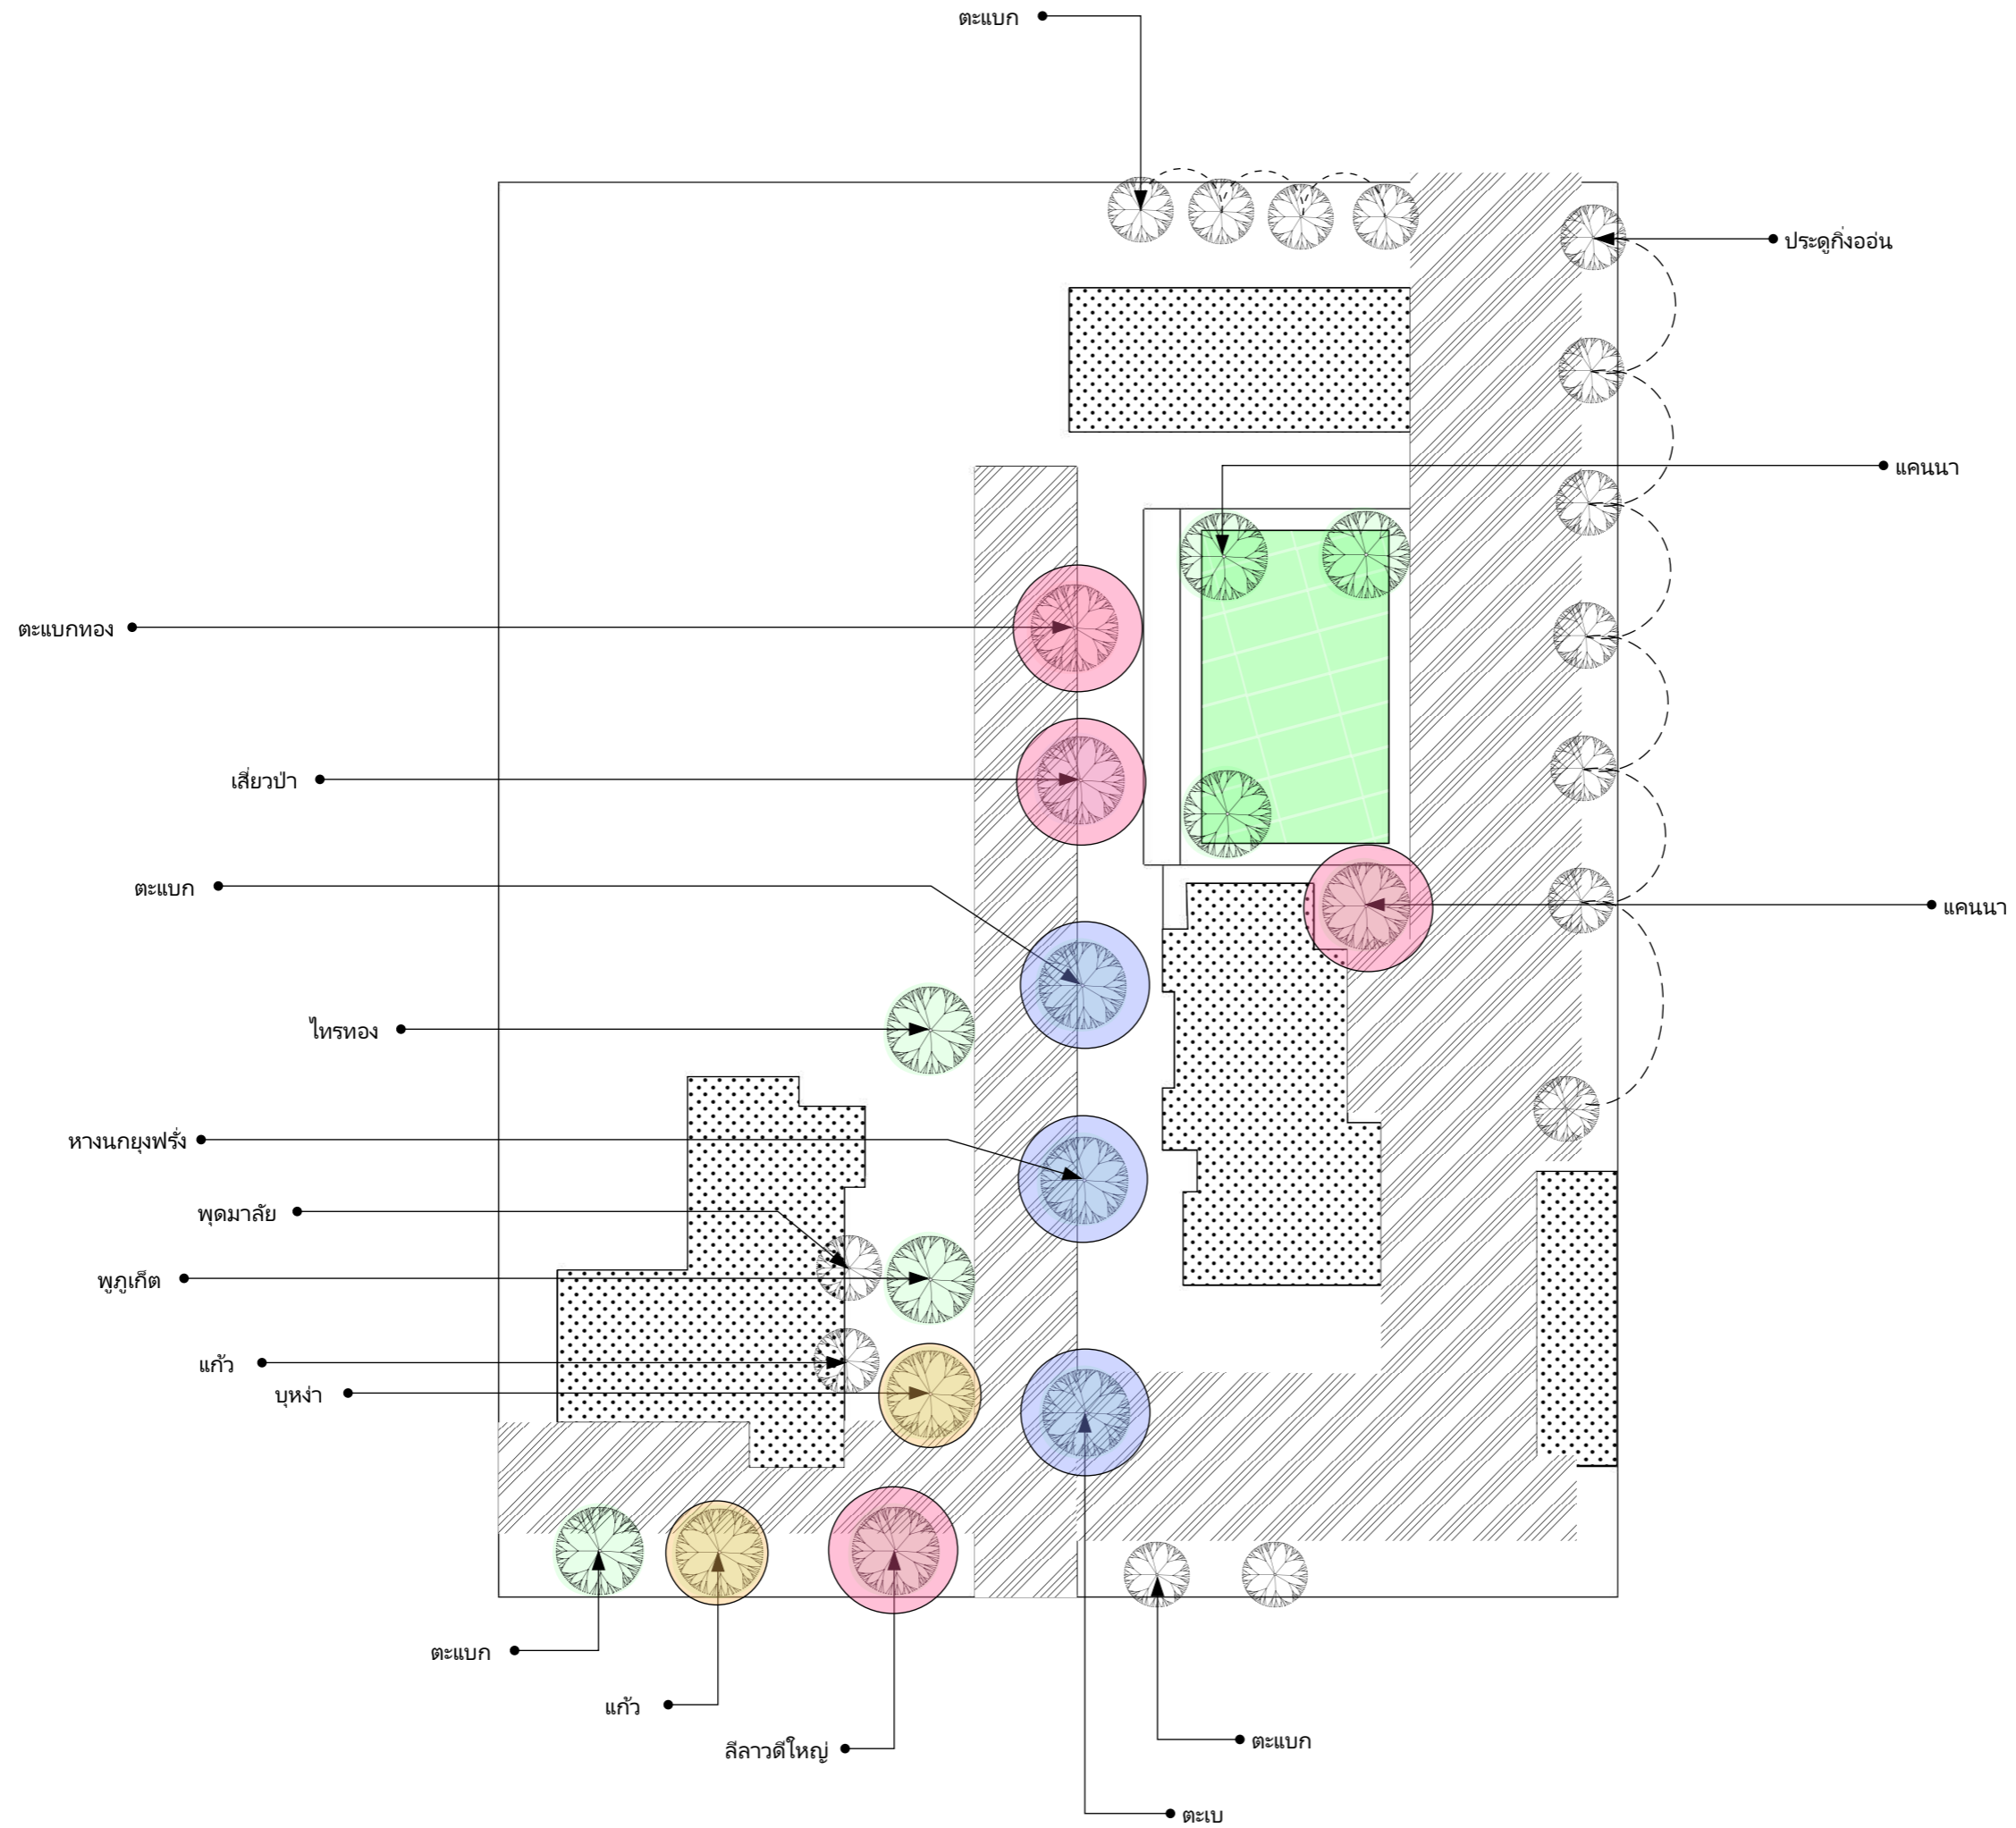 ตะแบก
ประดูกิ่งออ่น
แคนนา
ตะแบกทอง
เสี่ยวป่า
ตะแบก
แคนนา
ไทรทอง
หางนกยุงฟรั่ง
พุดมาลัย
พูภูเก็ต
แก้ว
บุหง่า
ตะแบก
แก้ว
ลีลาวดีใหญ่
ตะแบก
ตะเบ